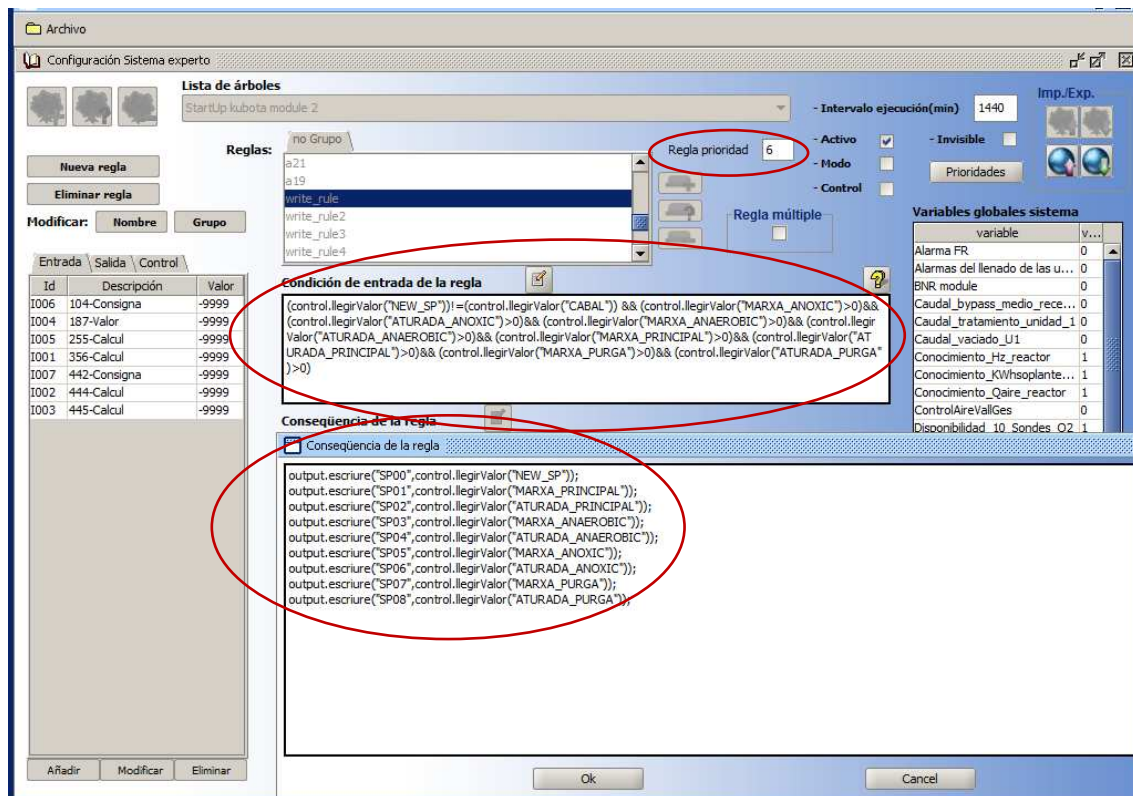 Archivo
Configuración Sistema experto
Lista de árboles
StartUp kubota module 2
- Intervalo ejecución(min) 1440
Imp./Exp.
Reglas:
no Grupo
Regla prioridad 6
- Activo
- Invisible
- Modo
- Control
Prioridades
Nueva regla
Eliminar regla
Modificar: Nombre Grupo
a21
a19
write_rule
write_rule2
write_rule3
write_rule4
Regla múltiple
Variables globales sistema
variable v...
Alarma FR 0
Alarmas del llenado de las u... 0
BNR module 0
Caudal_bypass_medio_rece... 0
Caudal_tratamiento_unidad_1 0
Caudal_vaciado_U1 0
Conocimiento_Hz_reactor 1
Conocimiento_KWhsoplante... 1
Conocimiento_Qaire_reactor 1
ControlAireVallGes 0
Disponibilidad_10_Sondes_O2 1
Entrada Salida Control
Id Descripción Valor
I006 104-Consigna -9999
I004 187-Valor -9999
I005 255-Calcul -9999
I001 356-Calcul -9999
I007 442-Consigna -9999
I002 444-Calcul -9999
I003 445-Calcul -9999
Condición de entrada de la regla
(control.llegirValor("NEW_SP"))!=(control.llegirValor("CABAL")) && (control.llegirValor("MARXA_ANOXIC")>0)&&
(control.llegirValor("ATURADA_ANOXIC")>0)&& (control.llegirValor("MARXA_ANAEROBIC")>0)&& (control.llegir
Valor("ATURADA_ANAEROBIC")>0)&& (control.llegirValor("MARXA_PRINCIPAL")>0)&& (control.llegirValor("AT
URADA_PRINCIPAL")>0)&& (control.llegirValor("MARXA_PURGA")>0)&& (control.llegirValor("ATURADA_PURGA"
)>0)
Conseqüencia de la regla
Conseqüencia de la regla
output.escriure("SP00",control.llegirValor("NEW_SP"));
output.escriure("SP01",control.llegirValor("MARXA_PRINCIPAL"));
output.escriure("SP02",control.llegirValor("ATURADA_PRINCIPAL"));
output.escriure("SP03",control.llegirValor("MARXA_ANAEROBIC"));
output.escriure("SP04",control.llegirValor("ATURADA_ANAEROBIC"));
output.escriure("SP05",control.llegirValor("MARXA_ANOXIC"));
output.escriure("SP06",control.llegirValor("ATURADA_ANOXIC"));
output.escriure("SP07",control.llegirValor("MARXA_PURGA"));
output.escriure("SP08",control.llegirValor("ATURADA_PURGA"));
Añadir Modificar Eliminar
Ok Cancel